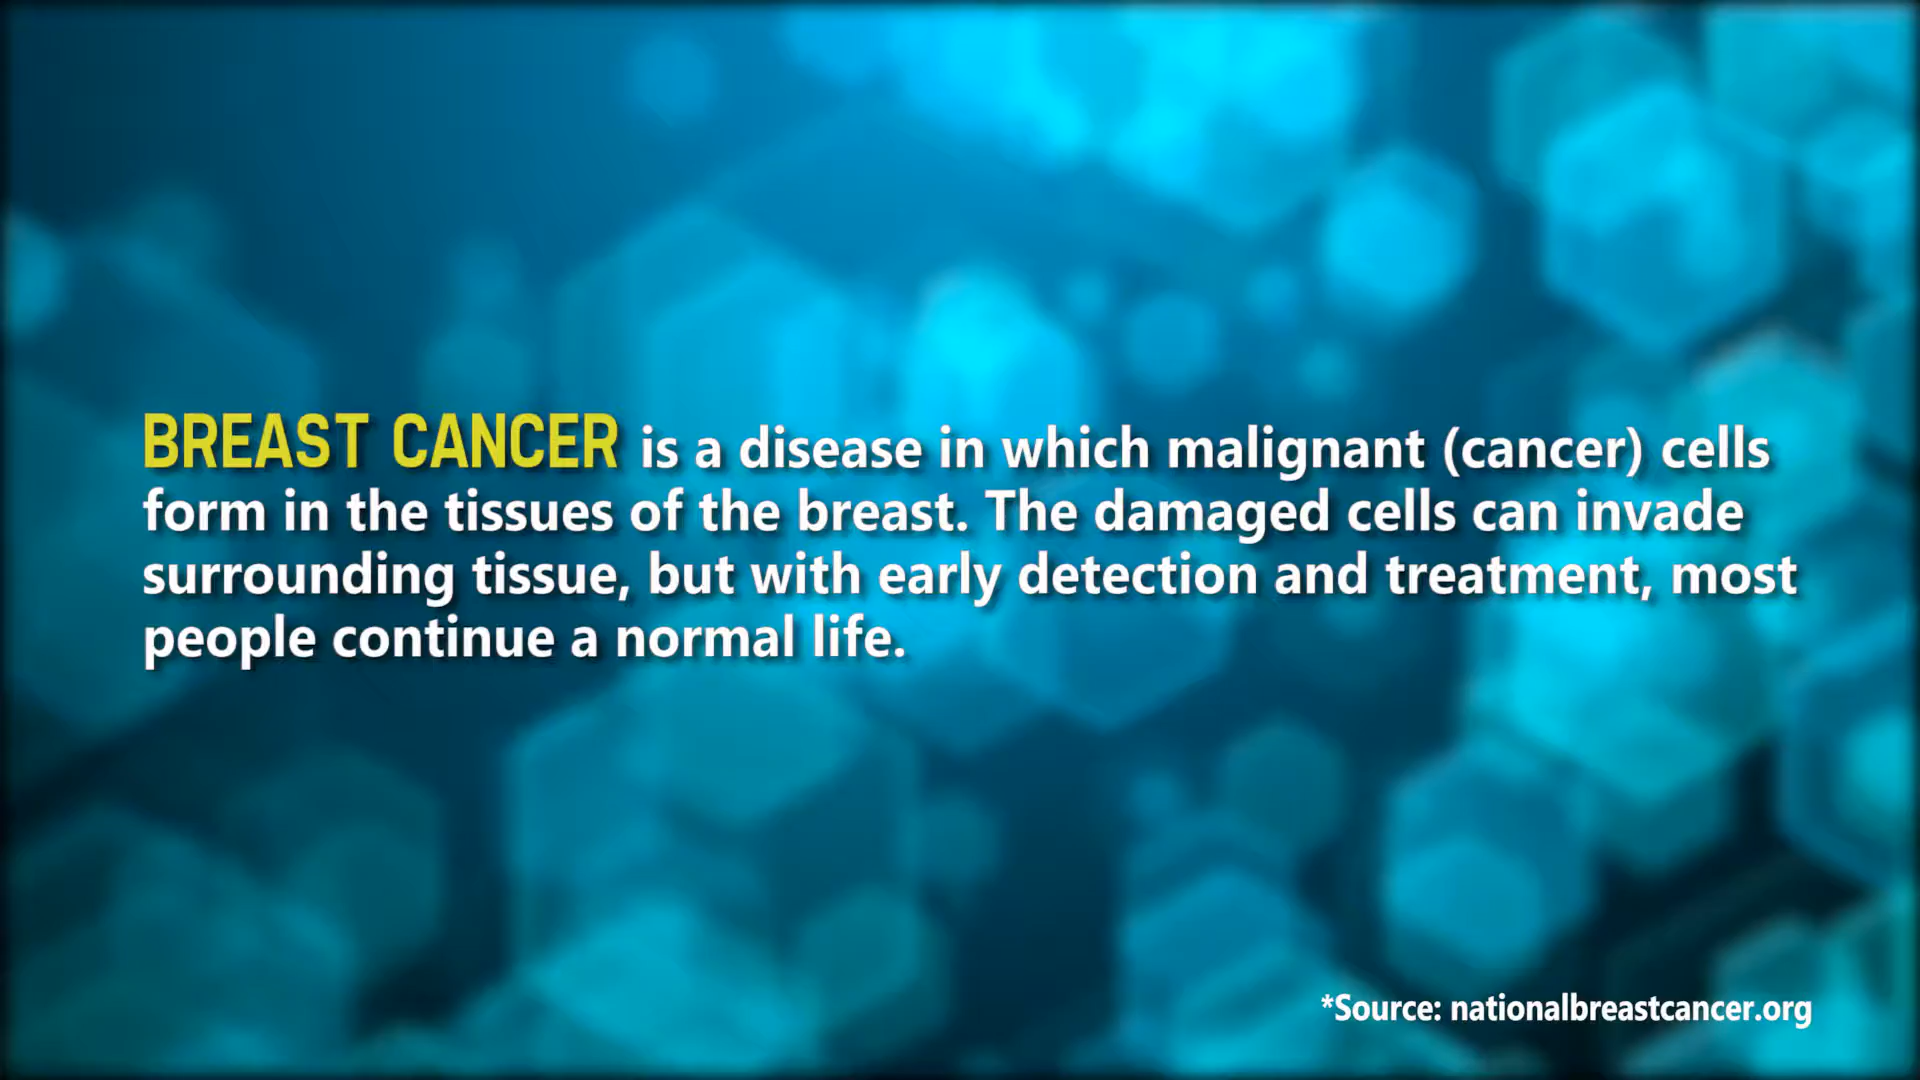 BREAST CANCER is a disease in which malignant (cancer) cells
form in the tissues of the breast. The damaged cells can invade
surrounding tissue, but with early detection and treatment, most
people continue a normal life.
*Source: nationalbreastcancer.org